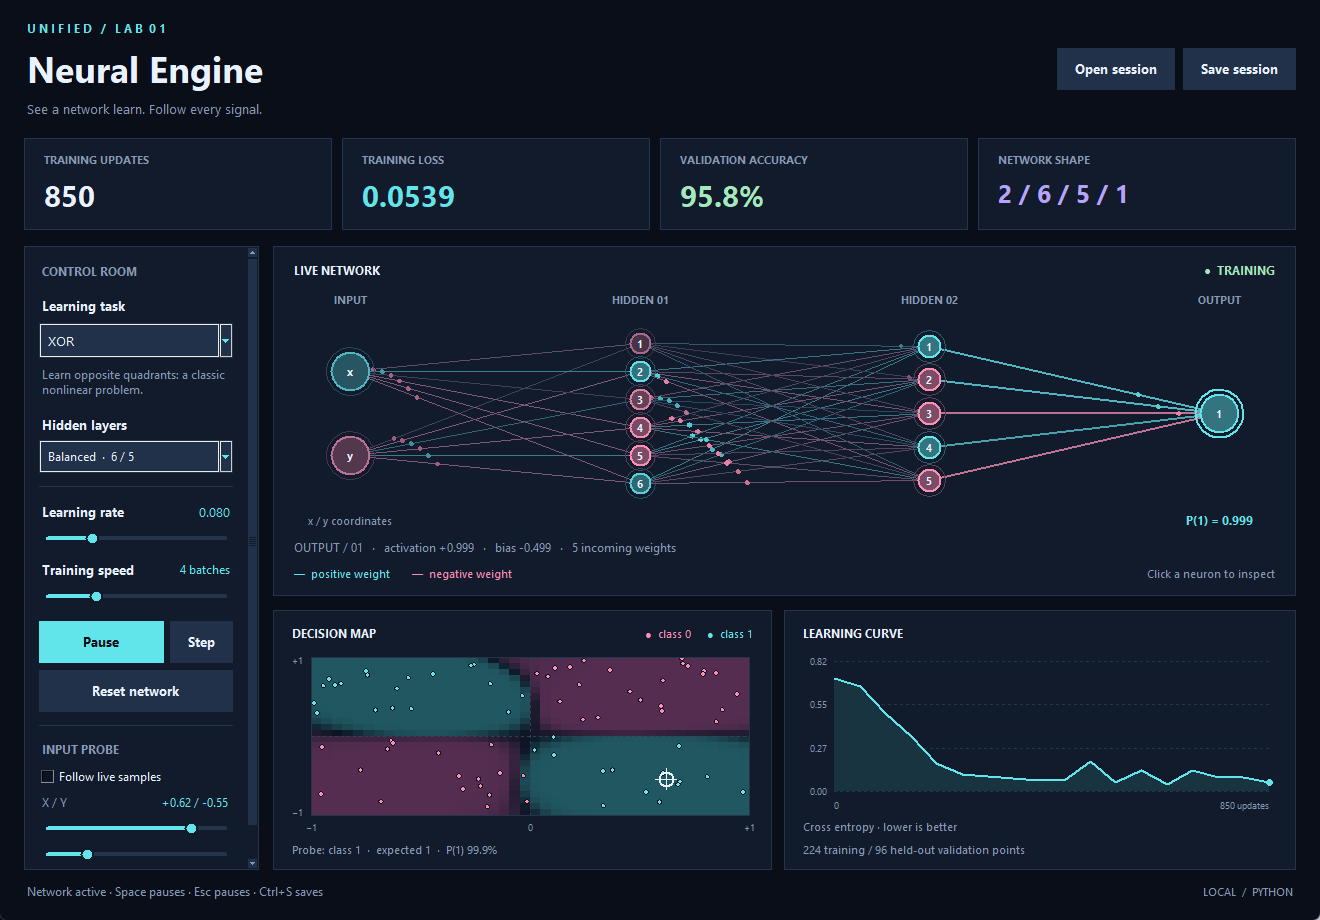 UNIFIED / LAB 01
Neural Engine
See a network learn. Follow every signal.
Open session
Save session
TRAINING UPDATES
850
TRAINING LOSS
0.0539
VALIDATION ACCURACY
95.8%
NETWORK SHAPE
2 / 6 / 5 / 1
CONTROL ROOM
Learning task
XOR
Learn opposite quadrants: a classic
nonlinear problem.
Hidden layers
Balanced · 6 / 5
Learning rate 0.080
Training speed 4 batches
Pause
Step
Reset network
INPUT PROBE
Follow live samples
X / Y +0.62 / -0.55
LIVE NETWORK
● TRAINING
INPUT HIDDEN 01 HIDDEN 02 OUTPUT
x
y
1
2
3
4
5
6
1
2
3
4
5
1
x / y coordinates
P(1) = 0.999
OUTPUT / 01 · activation +0.999 · bias -0.499 · 5 incoming weights
— positive weight — negative weight
Click a neuron to inspect
DECISION MAP
● class 0 ● class 1
+1
−1
−1 0 +1
Probe: class 1 · expected 1 · P(1) 99.9%
LEARNING CURVE
0.82
0.55
0.27
0.00
0 850 updates
Cross entropy · lower is better
224 training / 96 held-out validation points
Network active · Space pauses · Esc pauses · Ctrl+S saves
LOCAL / PYTHON